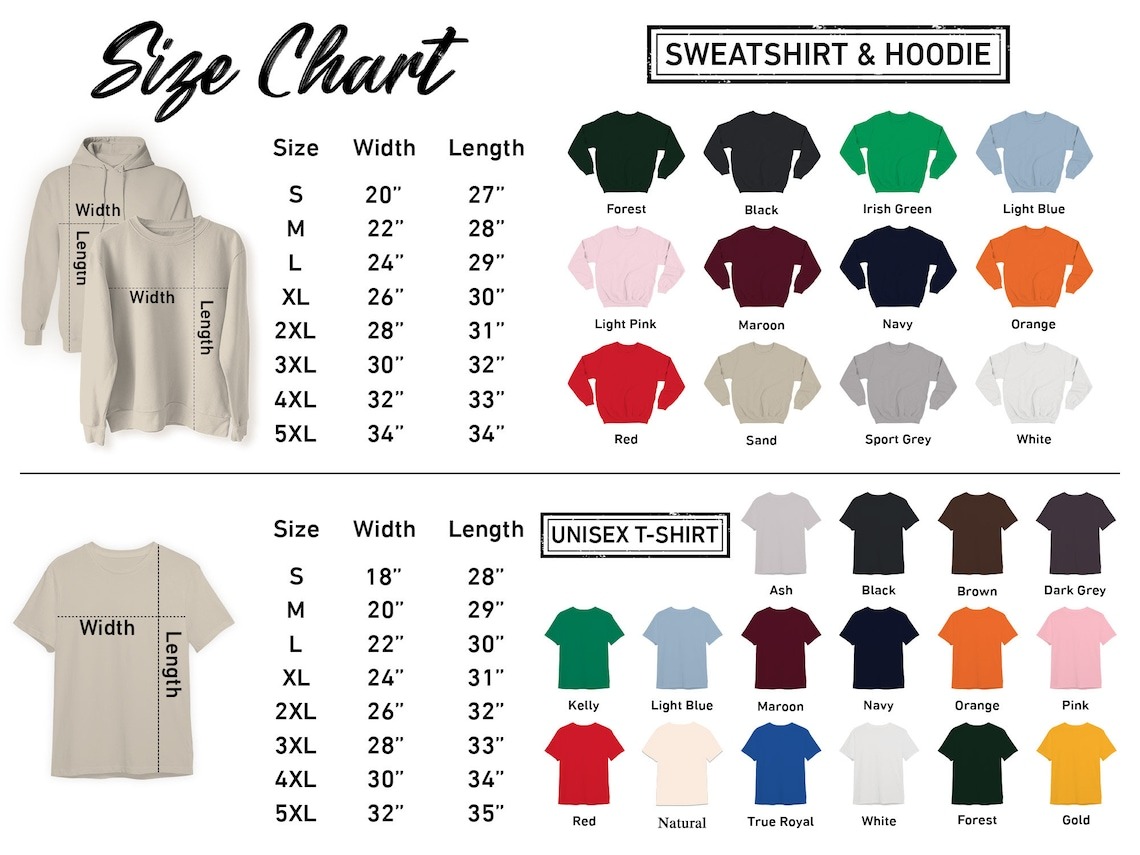 Size Chart
SWEATSHIRT & HOODIE
Size Width Length
S 20” 27”
M 22” 28”
L 24” 29”
XL 26” 30”
2XL 28” 31”
3XL 30” 32”
4XL 32” 33”
5XL 34” 34”
Width
Length
Width
Length
Forest Black Irish Green Light Blue
Light Pink Maroon Navy Orange
Red Sand Sport Grey White
Size Width Length
S 18” 28”
M 20” 29”
L 22” 30”
XL 24” 31”
2XL 26” 32”
3XL 28” 33”
4XL 30” 34”
5XL 32” 35”
Width
Length
UNISEX T-SHIRT
Ash Black Brown Dark Grey
Kelly Light Blue Maroon Navy Orange Pink
Red Natural True Royal White Forest Gold